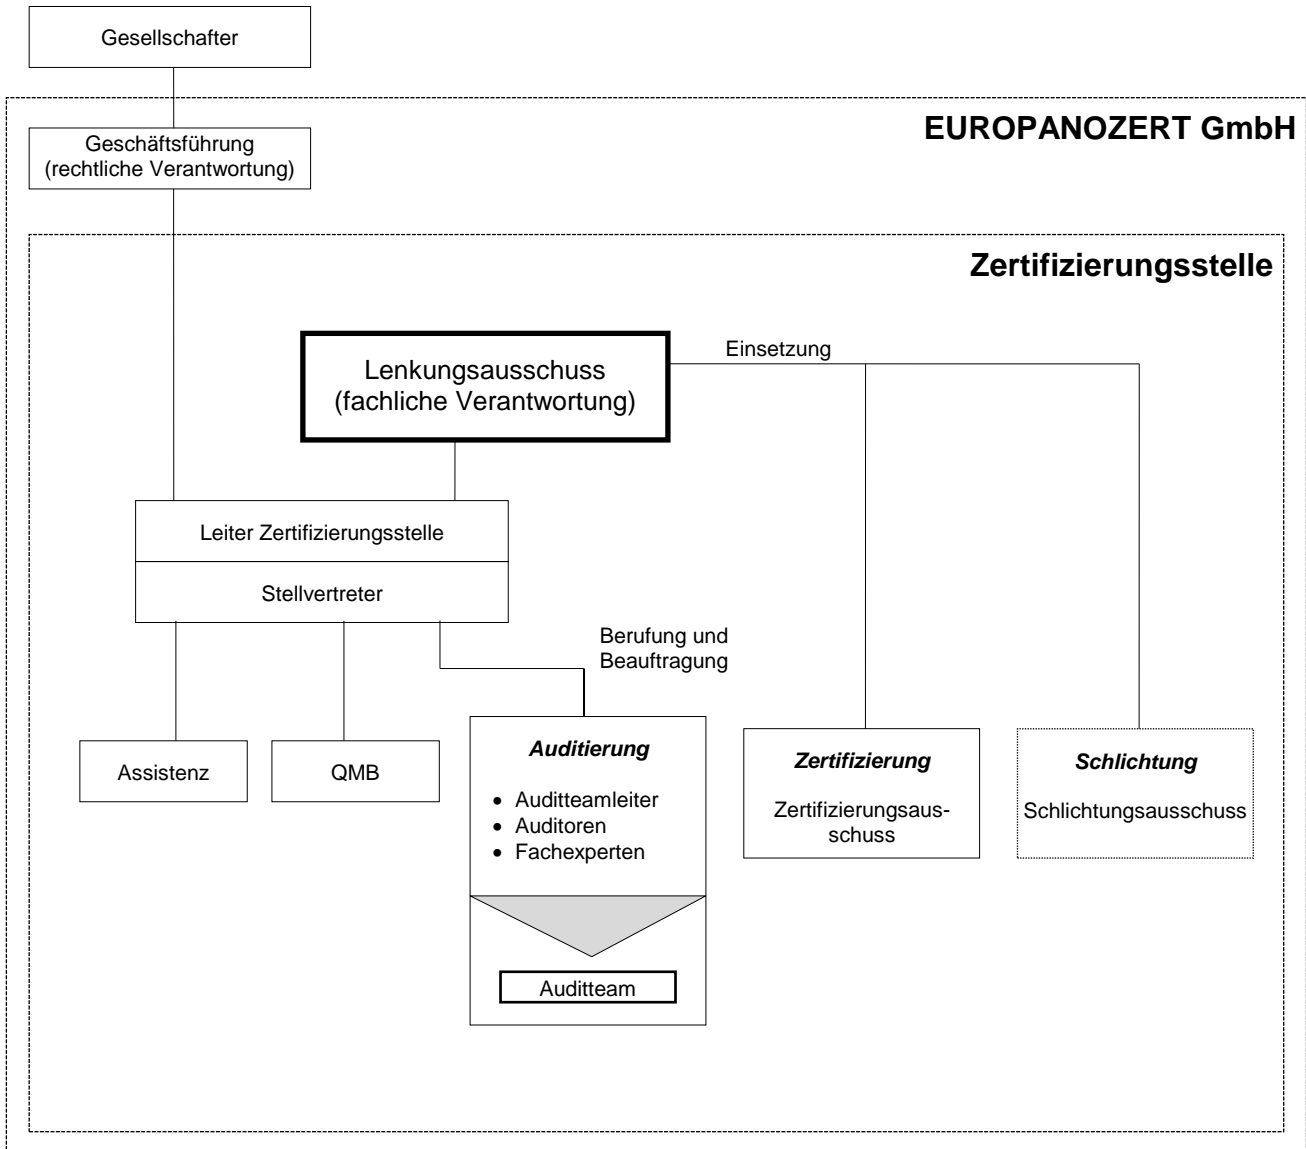 Gesellschafter
EUROPANOZERT GmbH
Geschäftsführung
(rechtliche Verantwortung)
Zertifizierungsstelle
Lenkungsausschuss
(fachliche Verantwortung)
Einsetzung
Leiter Zertifizierungsstelle
Stellvertreter
Berufung und
Beauftragung
Assistenz
QMB
Auditierung
• Auditteamleiter
• Auditoren
• Fachexperten
Auditteam
Zertifizierung
Zertifizierungsaus-
schuss
Schlichtung
Schlichtungsausschuss